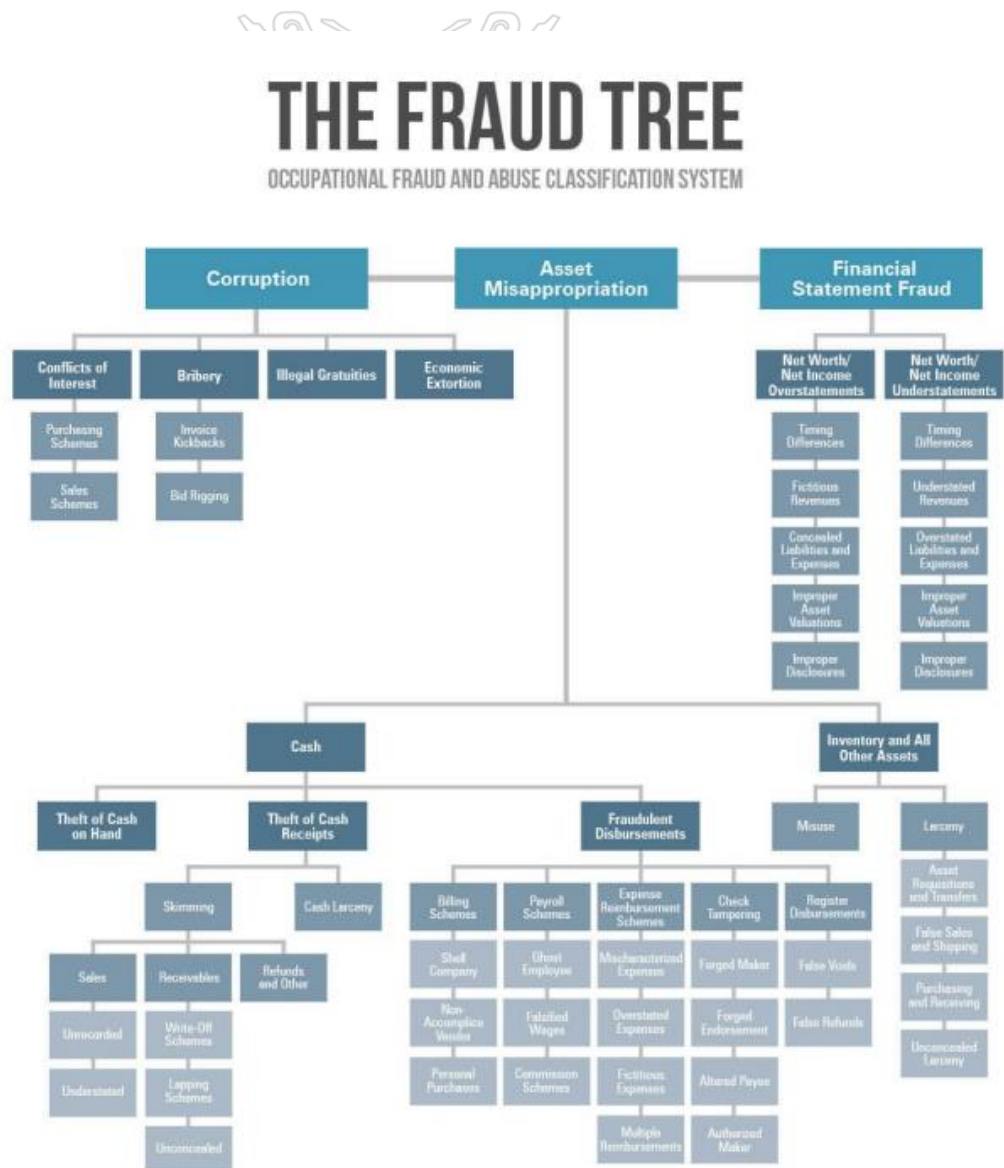 THE FRAUD TREE
OCCUPATIONAL FRAUD AND ABUSE CLASSIFICATION SYSTEM
Corruption
Asset
Misappropriation
Financial
Statement Fraud
Conflicts of
Interest
Bribery
Illegal Gratuities
Economic
Extortion
Net Worth/
Net Income
Overstatements
Net Worth/
Net Income
Understatements
Purchasing
Schemes
Invoice
Kickbacks
Timing
Differences
Timing
Differences
Sales
Schemes
Bid Rigging
Fictitious
Revenues
Understated
Revenues
Concealed
Liabilities and
Expenses
Overstated
Liabilities and
Expenses
Improper
Asset
Valuations
Improper
Asset
Valuations
Improper
Disclosures
Improper
Disclosures
Cash
Inventory and All
Other Assets
Theft of Cash
on Hand
Theft of Cash
Receipts
Fraudulent
Disbursements
Misuse
Larceny
Skimming
Cash Larceny
Billing
Schemes
Payroll
Schemes
Expense
Reimbursement
Schemes
Check
Tampering
Register
Disbursements
Asset
Requisitions
and Transfers
Sales
Receivables
Refunds
and Other
Shell
Company
Ghost
Employee
Mischaracterized
Expenses
Forged Maker
False Voids
False Sales
and Shipping
Unrecorded
Write-Off
Schemes
Non-
Accomplice
Vendor
Falsified
Wages
Overstated
Expenses
Forged
Endorsement
False Refunds
Purchasing
and Receiving
Understated
Lapping
Schemes
Personal
Purchases
Commission
Schemes
Fictitious
Expenses
Altered Payee
Unconcealed
Larceny
Unconcealed
Multiple
Reimbursements
Authorized
Maker